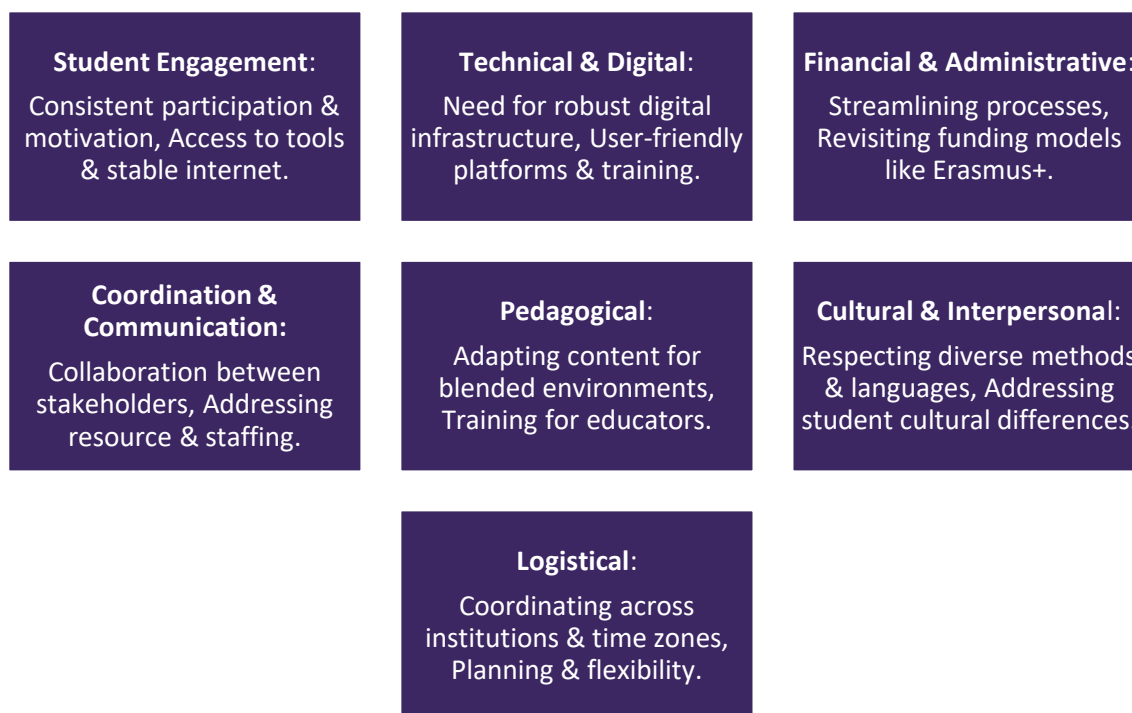 Student Engagement:
Consistent participation &
motivation, Access to tools
& stable internet.
Technical & Digital:
Need for robust digital
infrastructure, User-friendly
platforms & training.
Financial & Administrative:
Streamlining processes,
Revisiting funding models
like Erasmus+.
Coordination &
Communication:
Collaboration between
stakeholders, Addressing
resource & staffing.
Pedagogical:
Adapting content for
blended environments,
Training for educators.
Cultural & Interpersonal:
Respecting diverse methods
& languages, Addressing
student cultural differences.
Logistical:
Coordinating across
institutions & time zones,
Planning & flexibility.